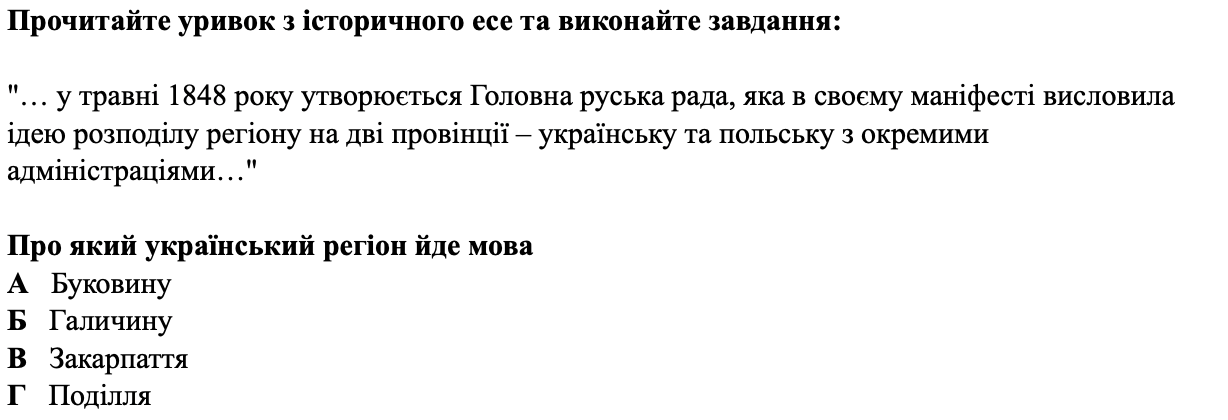 Прочитайте уривок з історичного есе та виконайте завдання:
"… у травні 1848 року утворюється Головна руська рада, яка в своєму маніфесті висловила
ідею розподілу регіону на дві провінції – українську та польську з окремими
адміністраціями…"
Про який український регіон йде мова
А Буковину
Б Галичину
В Закарпаття
Г Поділля